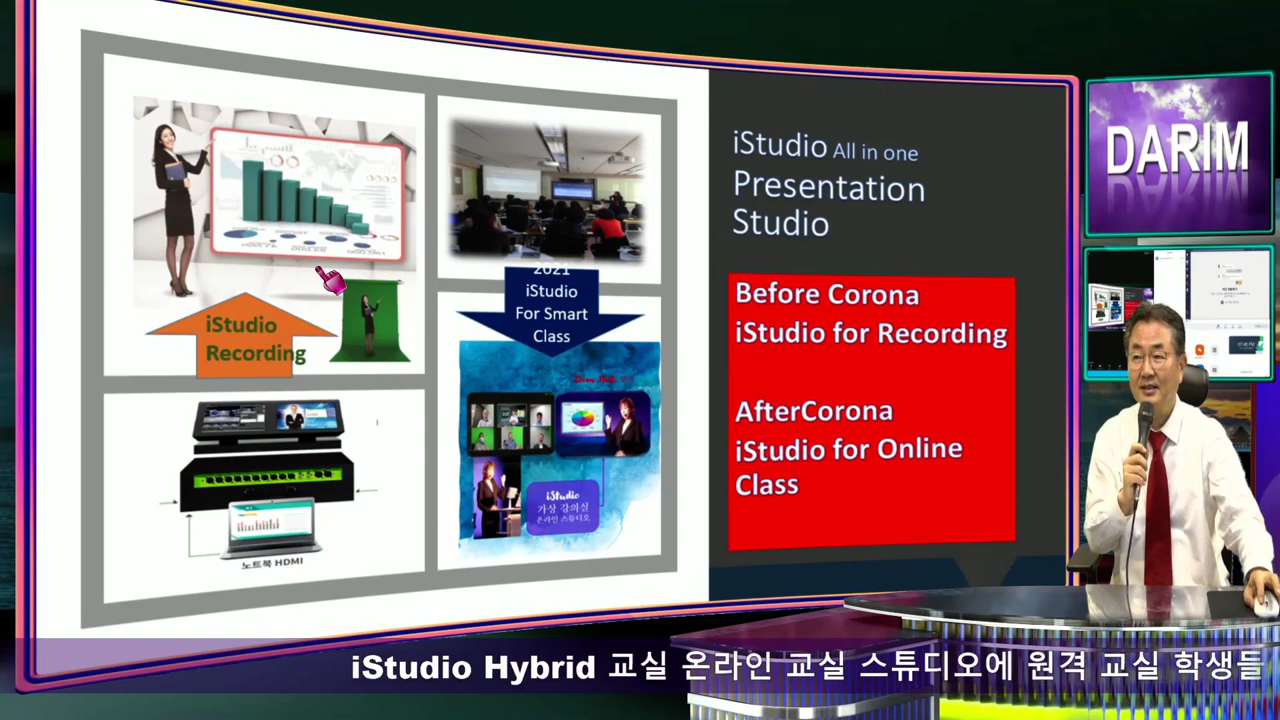 iStudio All in one
Presentation
Studio
Before Corona
iStudio for Recording
AfterCorona
iStudio for Online
Class
iStudio
Recording
2021
iStudio
For Smart
Class
iStudio
가상 강의실
온라인 스튜디오
노트북 HDMI
DARIM
iStudio Hybrid 교실 온라인 교실 스튜디오에 원격 교실 학생들